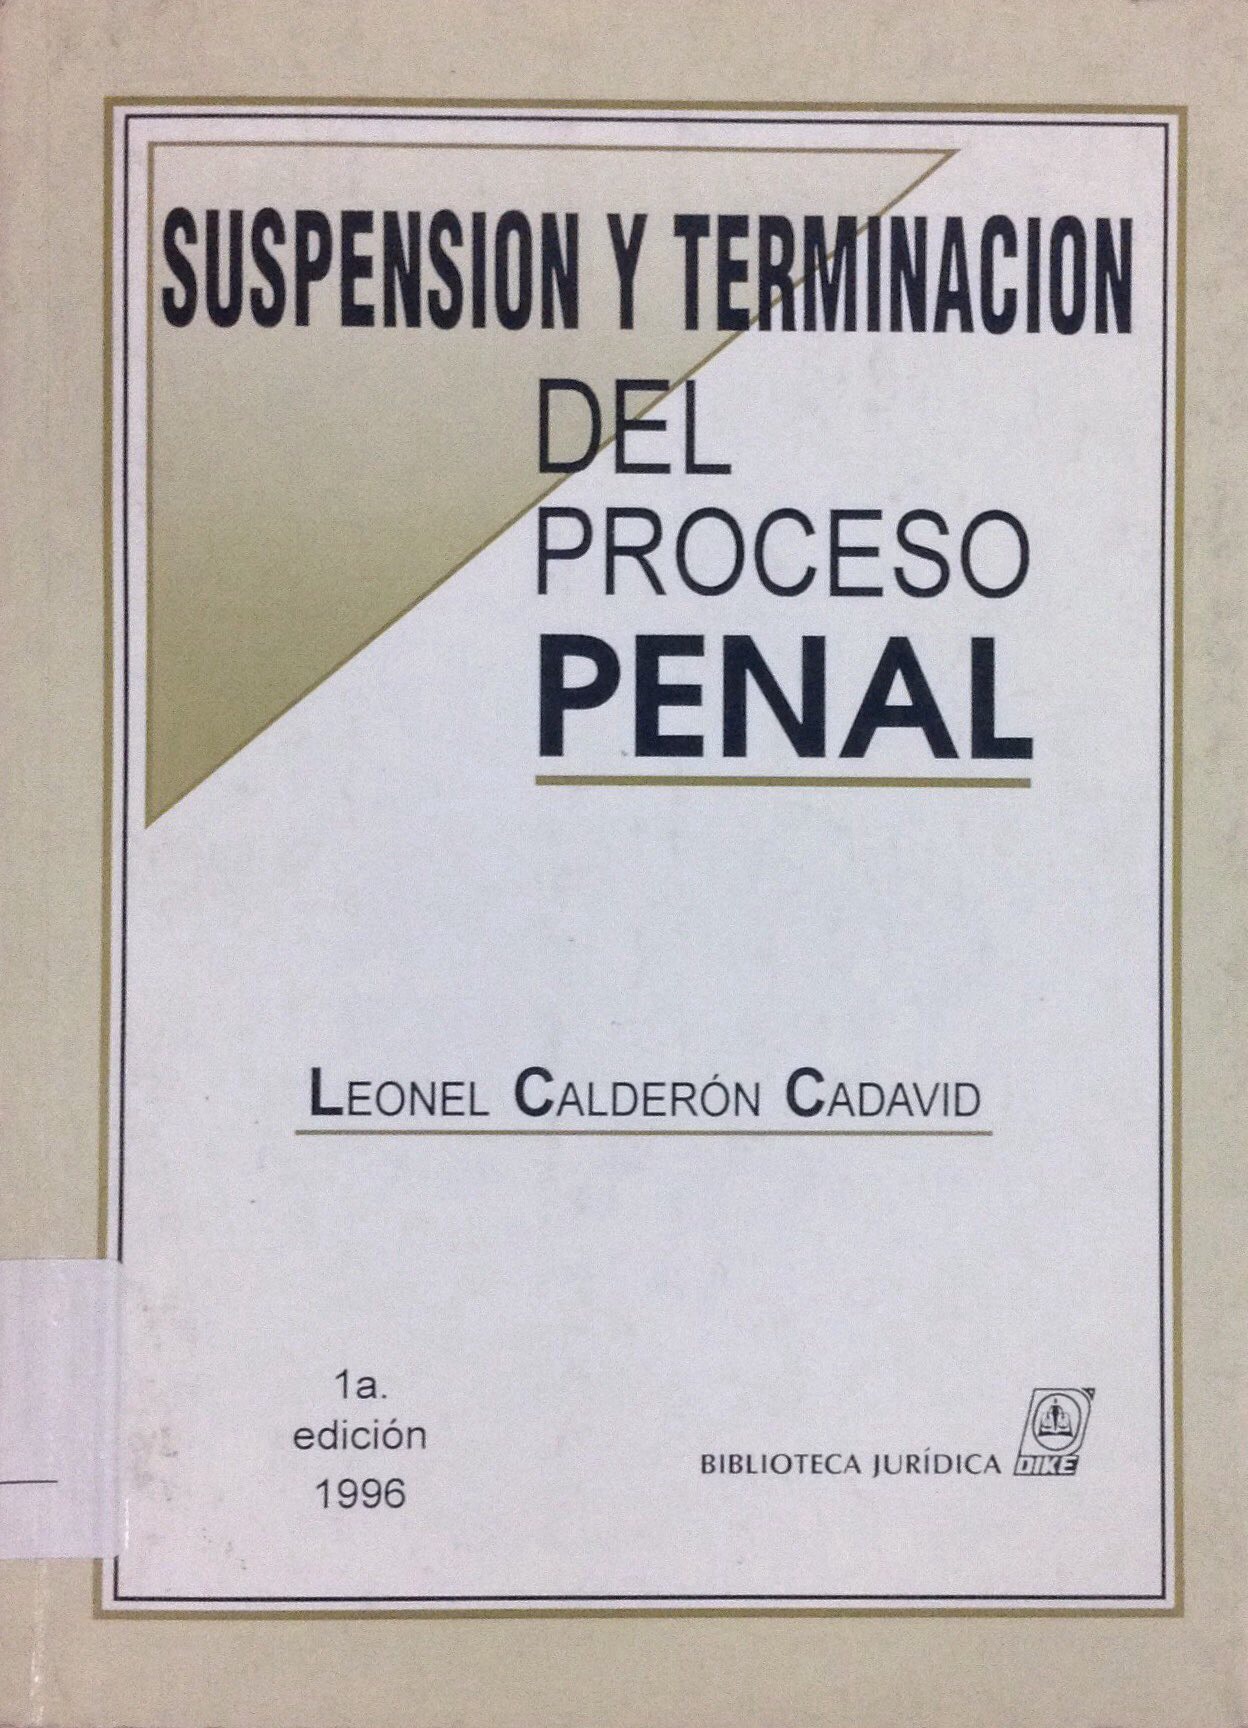 SUSPENSION Y TERMINACION
DEL
PROCESO
PENAL
LEONEL CALDERÓN CADAVID
1a.
edición
1996
BIBLIOTECA JURÍDICA DIKE